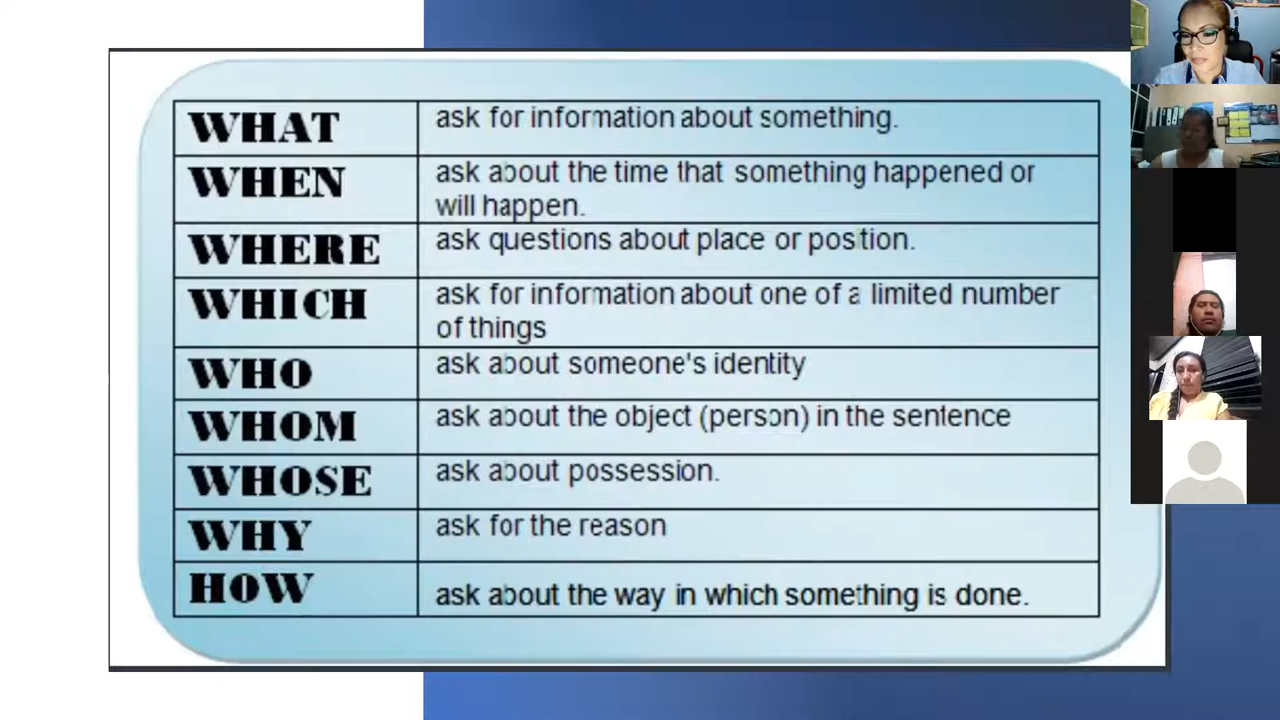 WHAT
ask for information about something.
WHEN
ask about the time that something happened or
will happen.
WHERE
ask questions about place or position.
WHICH
ask for information about one of a limited number
of things
WHO
ask about someone's identity
WHOM
ask about the object (person) in the sentence
WHOSE
ask about possession.
WHY
ask for the reason
HOW
ask about the way in which something is done.